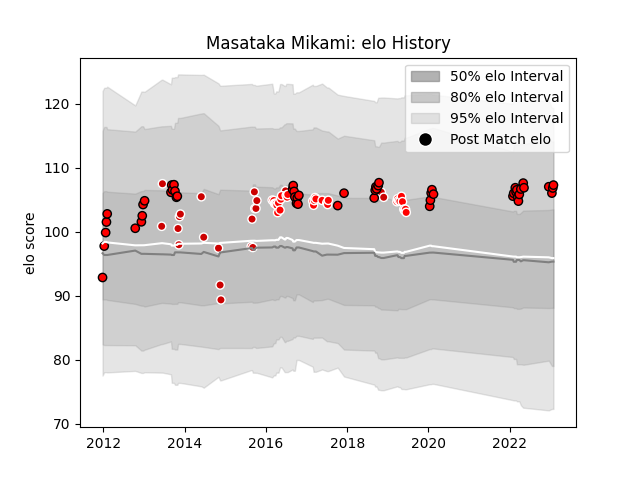 Masataka Mikami: elo History
50% elo Interval
80% elo Interval
95% elo Interval
Post Match elo
elo score
120
110
100
90
80
70
2012
2014
2016
2018
2020
2022